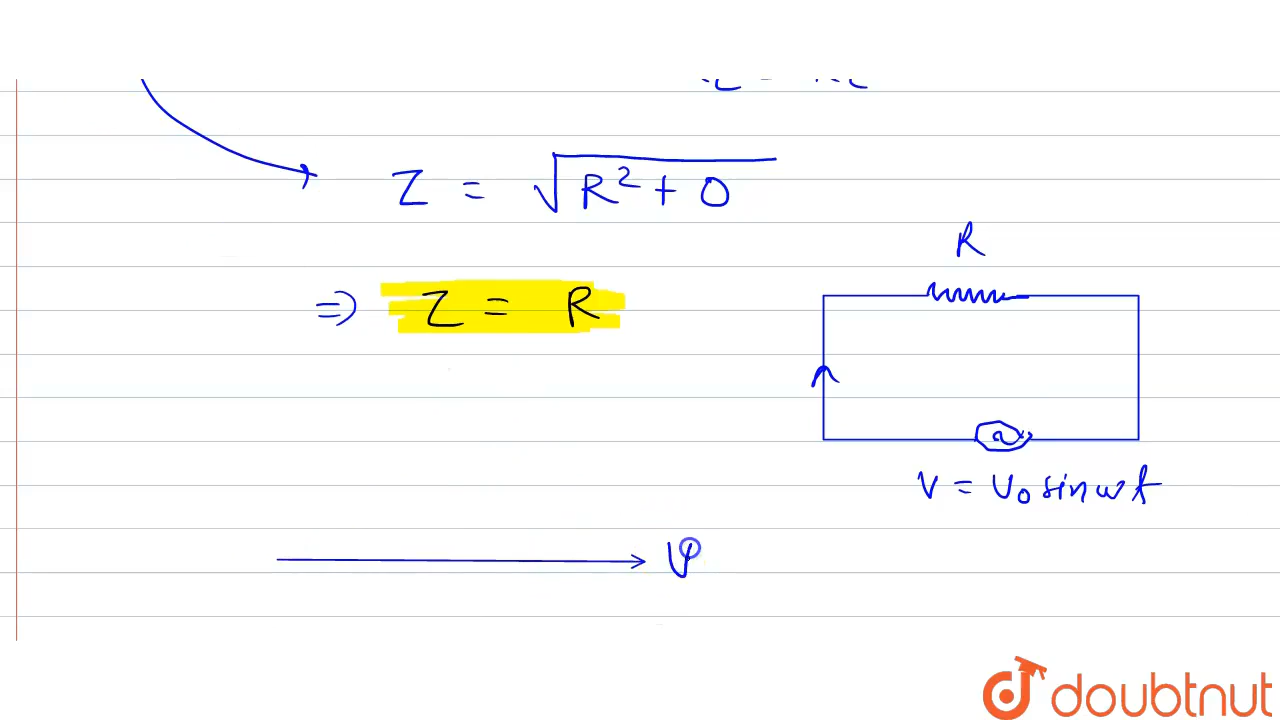 Z = √R² + 0
R
⇒ Z = R
V = V₀ sin ωt
V
doubtnut